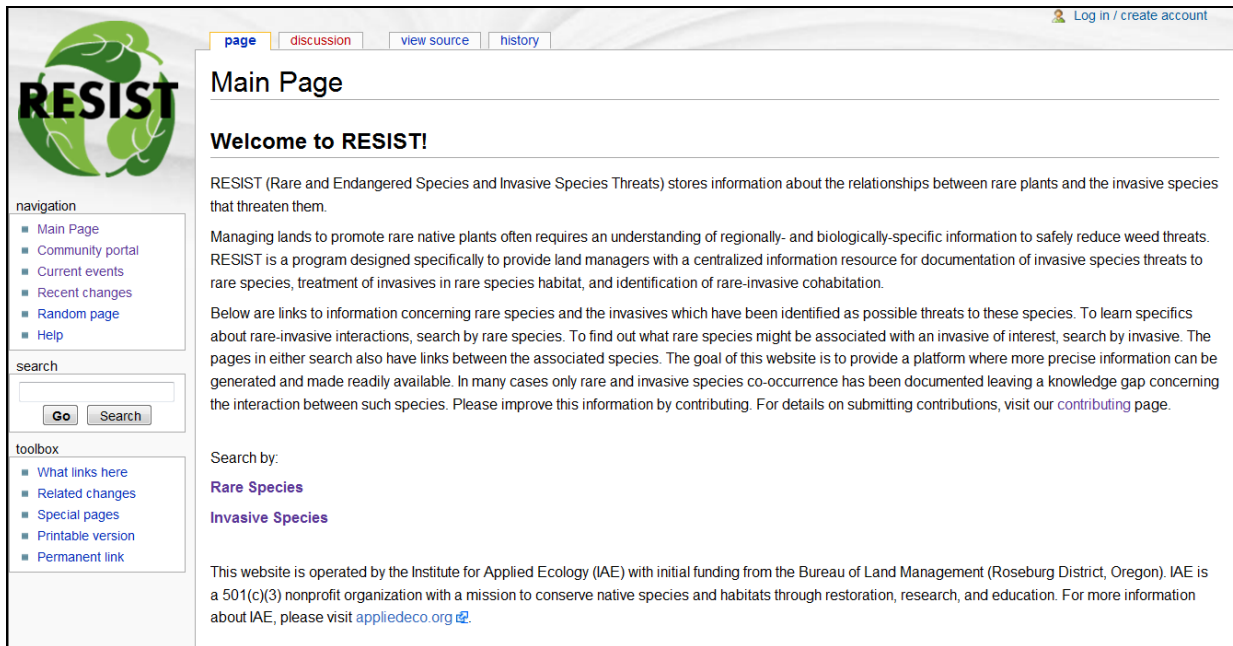 Log in / create account
page discussion view source history
RESIST
Main Page
Welcome to RESIST!
RESIST (Rare and Endangered Species and Invasive Species Threats) stores information about the relationships between rare plants and the invasive species
that threaten them.
Managing lands to promote rare native plants often requires an understanding of regionally- and biologically-specific information to safely reduce weed threats.
RESIST is a program designed specifically to provide land managers with a centralized information resource for documentation of invasive species threats to
rare species, treatment of invasives in rare species habitat, and identification of rare-invasive cohabitation.
Below are links to information concerning rare species and the invasives which have been identified as possible threats to these species. To learn specifics
about rare-invasive interactions, search by rare species. To find out what rare species might be associated with an invasive of interest, search by invasive. The
pages in either search also have links between the associated species. The goal of this website is to provide a platform where more precise information can be
generated and made readily available. In many cases only rare and invasive species co-occurrence has been documented leaving a knowledge gap concerning
the interaction between such species. Please improve this information by contributing. For details on submitting contributions, visit our contributing page.
Search by:
Rare Species
Invasive Species
This website is operated by the Institute for Applied Ecology (IAE) with initial funding from the Bureau of Land Management (Roseburg District, Oregon). IAE is
a 501(c)(3) nonprofit organization with a mission to conserve native species and habitats through restoration, research, and education. For more information
about IAE, please visit appliedeco.org.
navigation
Main Page
Community portal
Current events
Recent changes
Random page
Help
search
Go Search
toolbox
What links here
Related changes
Special pages
Printable version
Permanent link